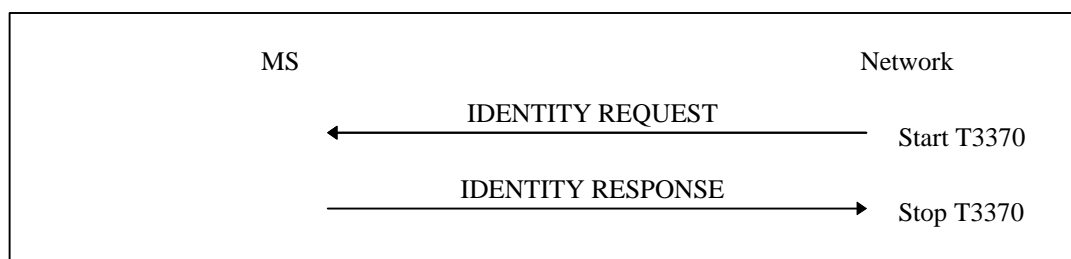 MS Network
IDENTITY REQUEST
Start T3370
IDENTITY RESPONSE
Stop T3370